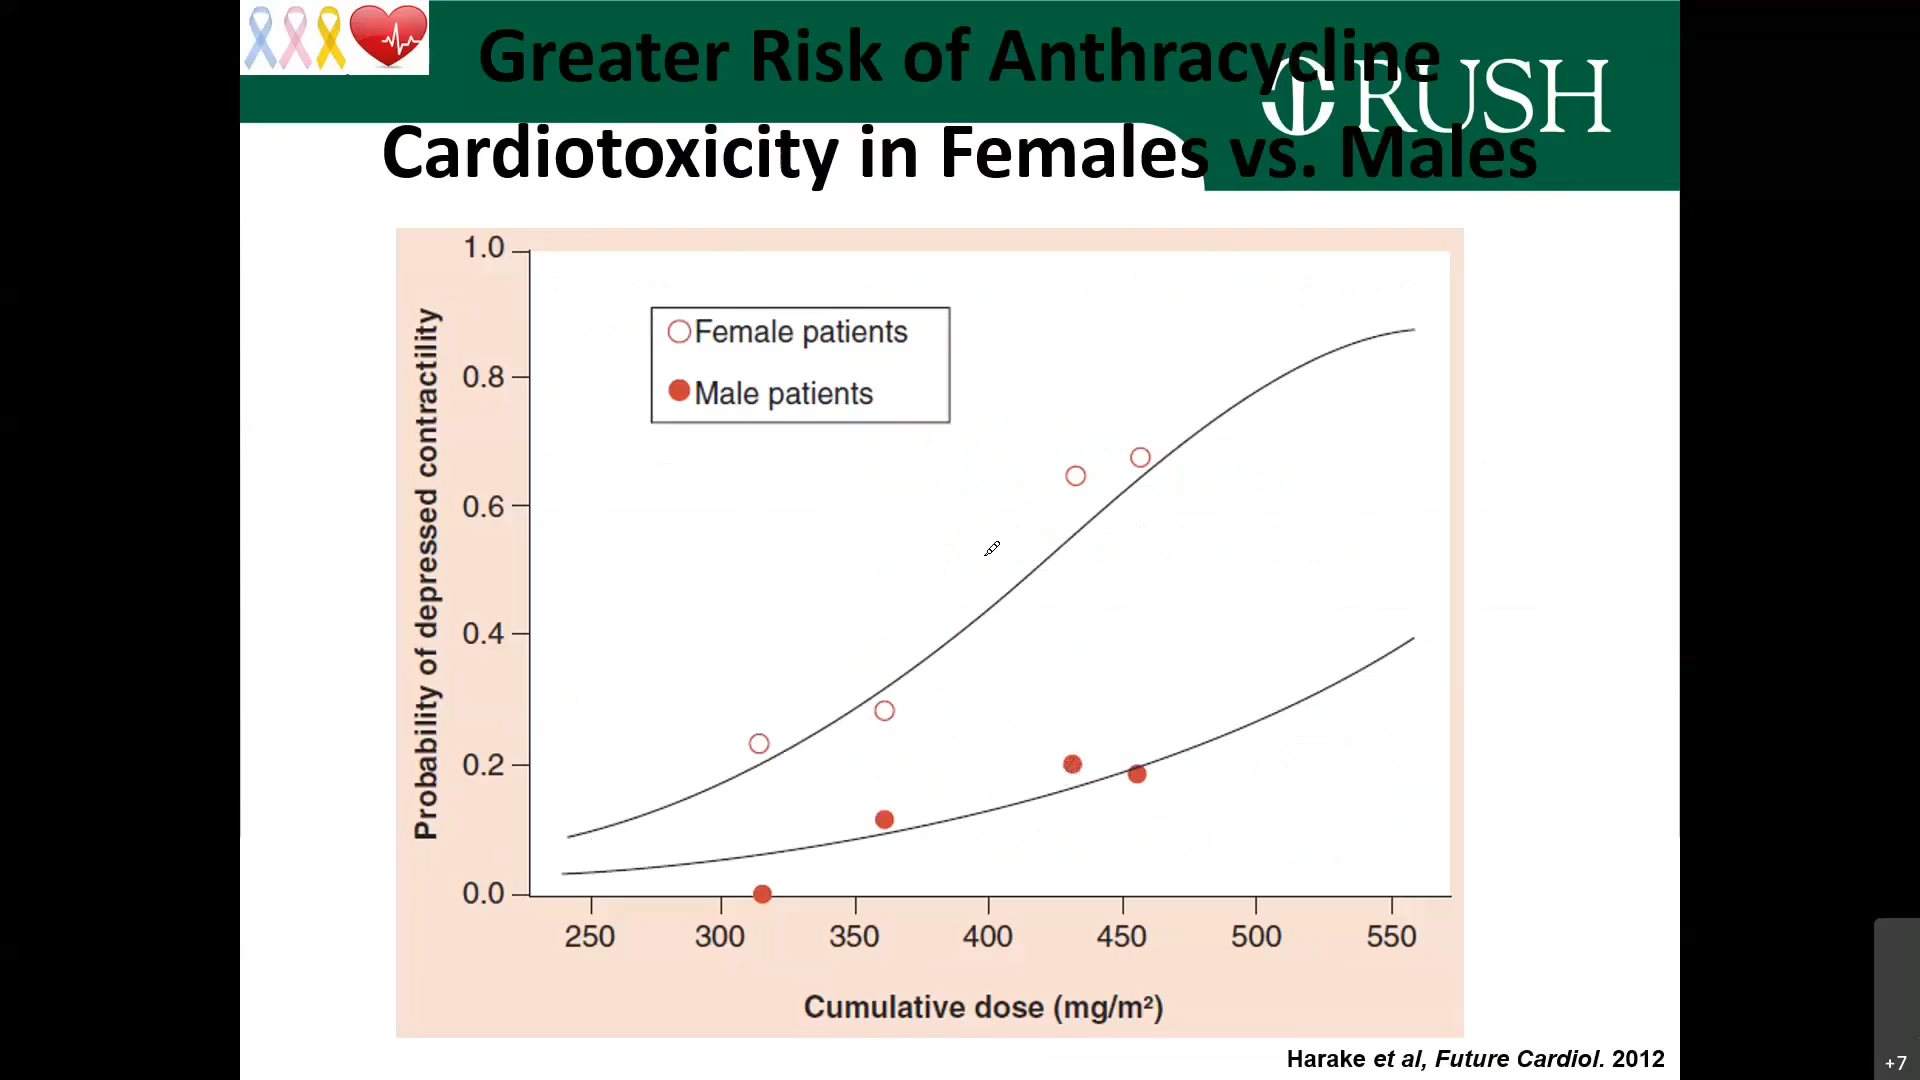 Greater Risk of Anthracycline
RUSH
Cardiotoxicity in Females vs. Males
1.0
0.8
0.6
0.4
0.2
0.0
Probability of depressed contractility
Female patients
Male patients
250 300 350 400 450 500 550
Cumulative dose (mg/m²)
Harake et al, Future Cardiol. 2012
+7